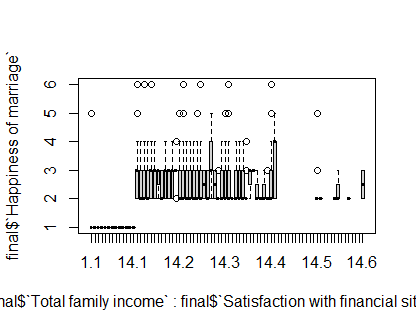 final$`Happiness of marriage`
6
5
4
3
2
1
1.1 14.1 14.2 14.3 14.4 14.5 14.6
nal$`Total family income` : final$`Satisfaction with financial sit